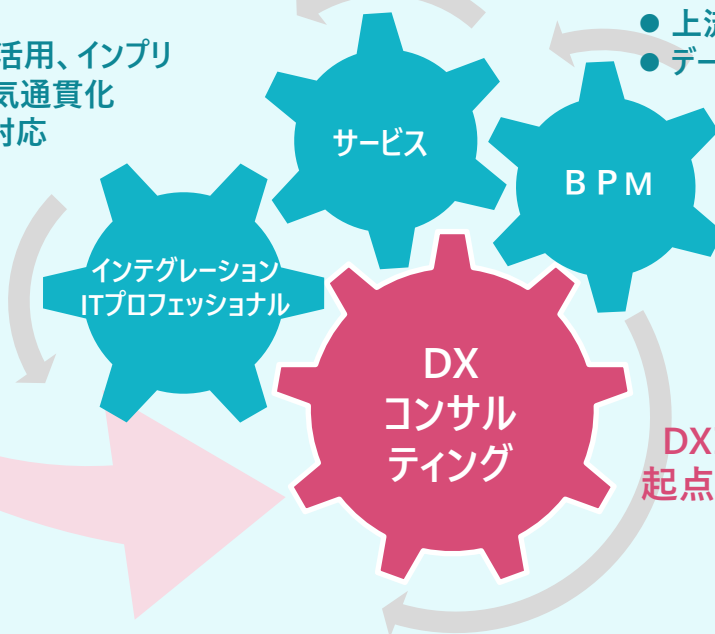 活用、インプリ
気通貫化
対応
● 上流
● デー
サービス
ＢＰＭ
インテグレーション
ITプロフェッショナル
DX
コンサル
ティング
DX
起点